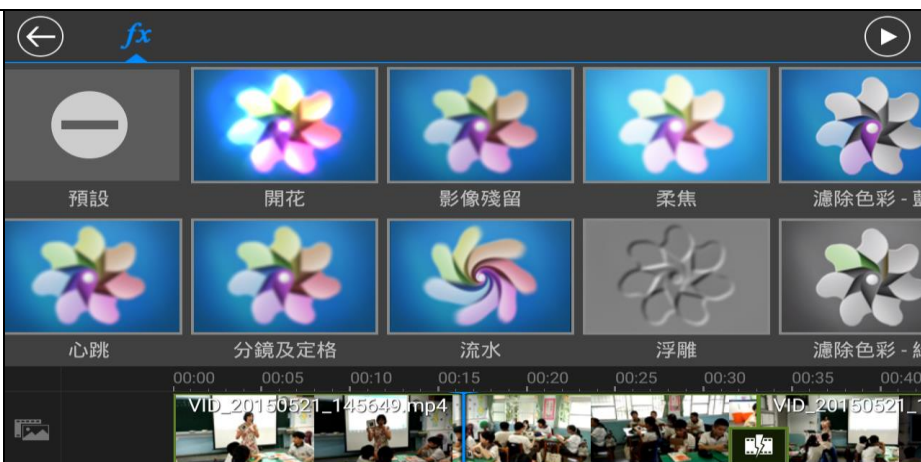 fx
預設
開花
影像殘留
柔焦
濾除色彩 - 藍
心跳
分鏡及定格
流水
浮雕
濾除色彩 -
00:00 00:05 00:10 00:15 00:20 00:25 00:30 00:35 00:40
VID_20150521_145649.mp4
VID_20150521_1